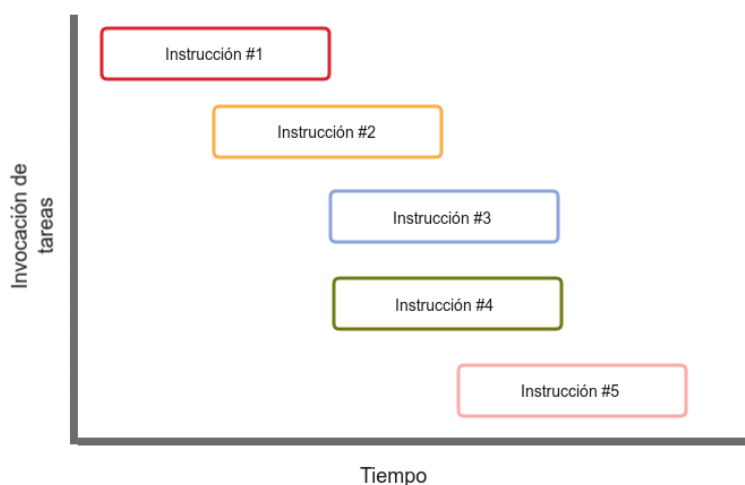 Instrucción #1
Instrucción #2
Instrucción #3
Instrucción #4
Instrucción #5
Invocación de
tareas
Tiempo